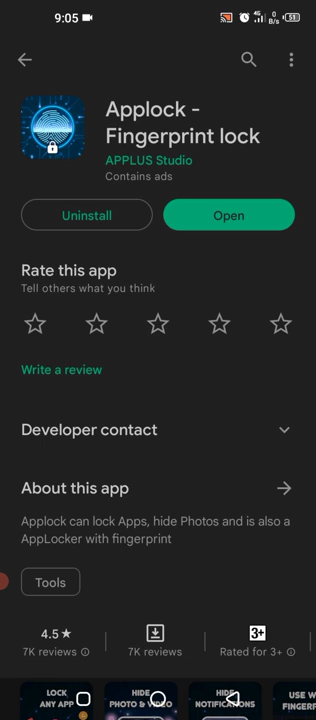 9:05
4G
0
B/s
51
Applock -
Fingerprint lock
APPLUS Studio
Contains ads
Uninstall
Open
Rate this app
Tell others what you think
Write a review
Developer contact
About this app
Applock can lock Apps, hide Photos and is also a
AppLocker with fingerprint
Tools
4.5★
7K reviews
7K reviews
3+
Rated for 3+
LOCK
ANY APP
HIDE
PHOTO & VIDEO
HIDE
NOTIFICATIONS
USE W
FINGERP